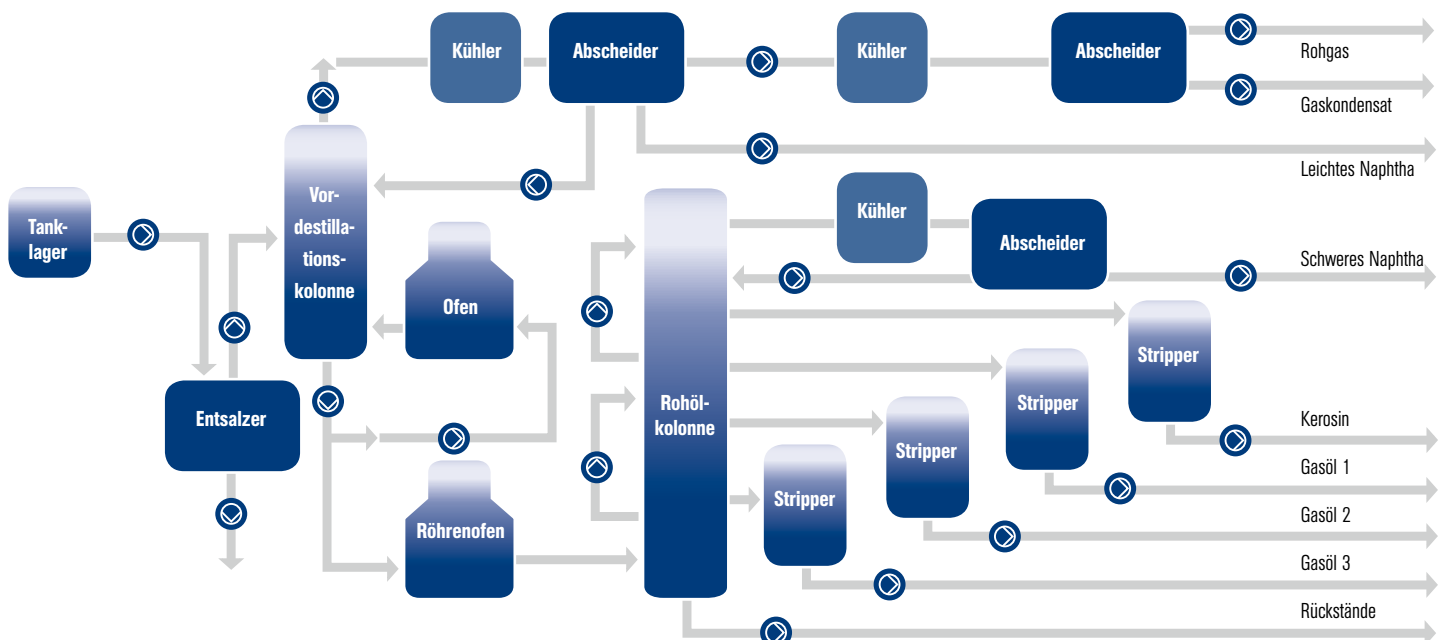 Kühler
Abscheider
Kühler
Abscheider
Rohgas
Gaskondensat
Leichtes Naphtha
Tank-
lager
Vor-
destilla-
tions-
kolonne
Kühler
Abscheider
Schweres Naphtha
Ofen
Entsalzer
Rohöl-
kolonne
Stripper
Stripper
Stripper
Stripper
Röhrenofen
Kerosin
Gasöl 1
Gasöl 2
Gasöl 3
Rückstände